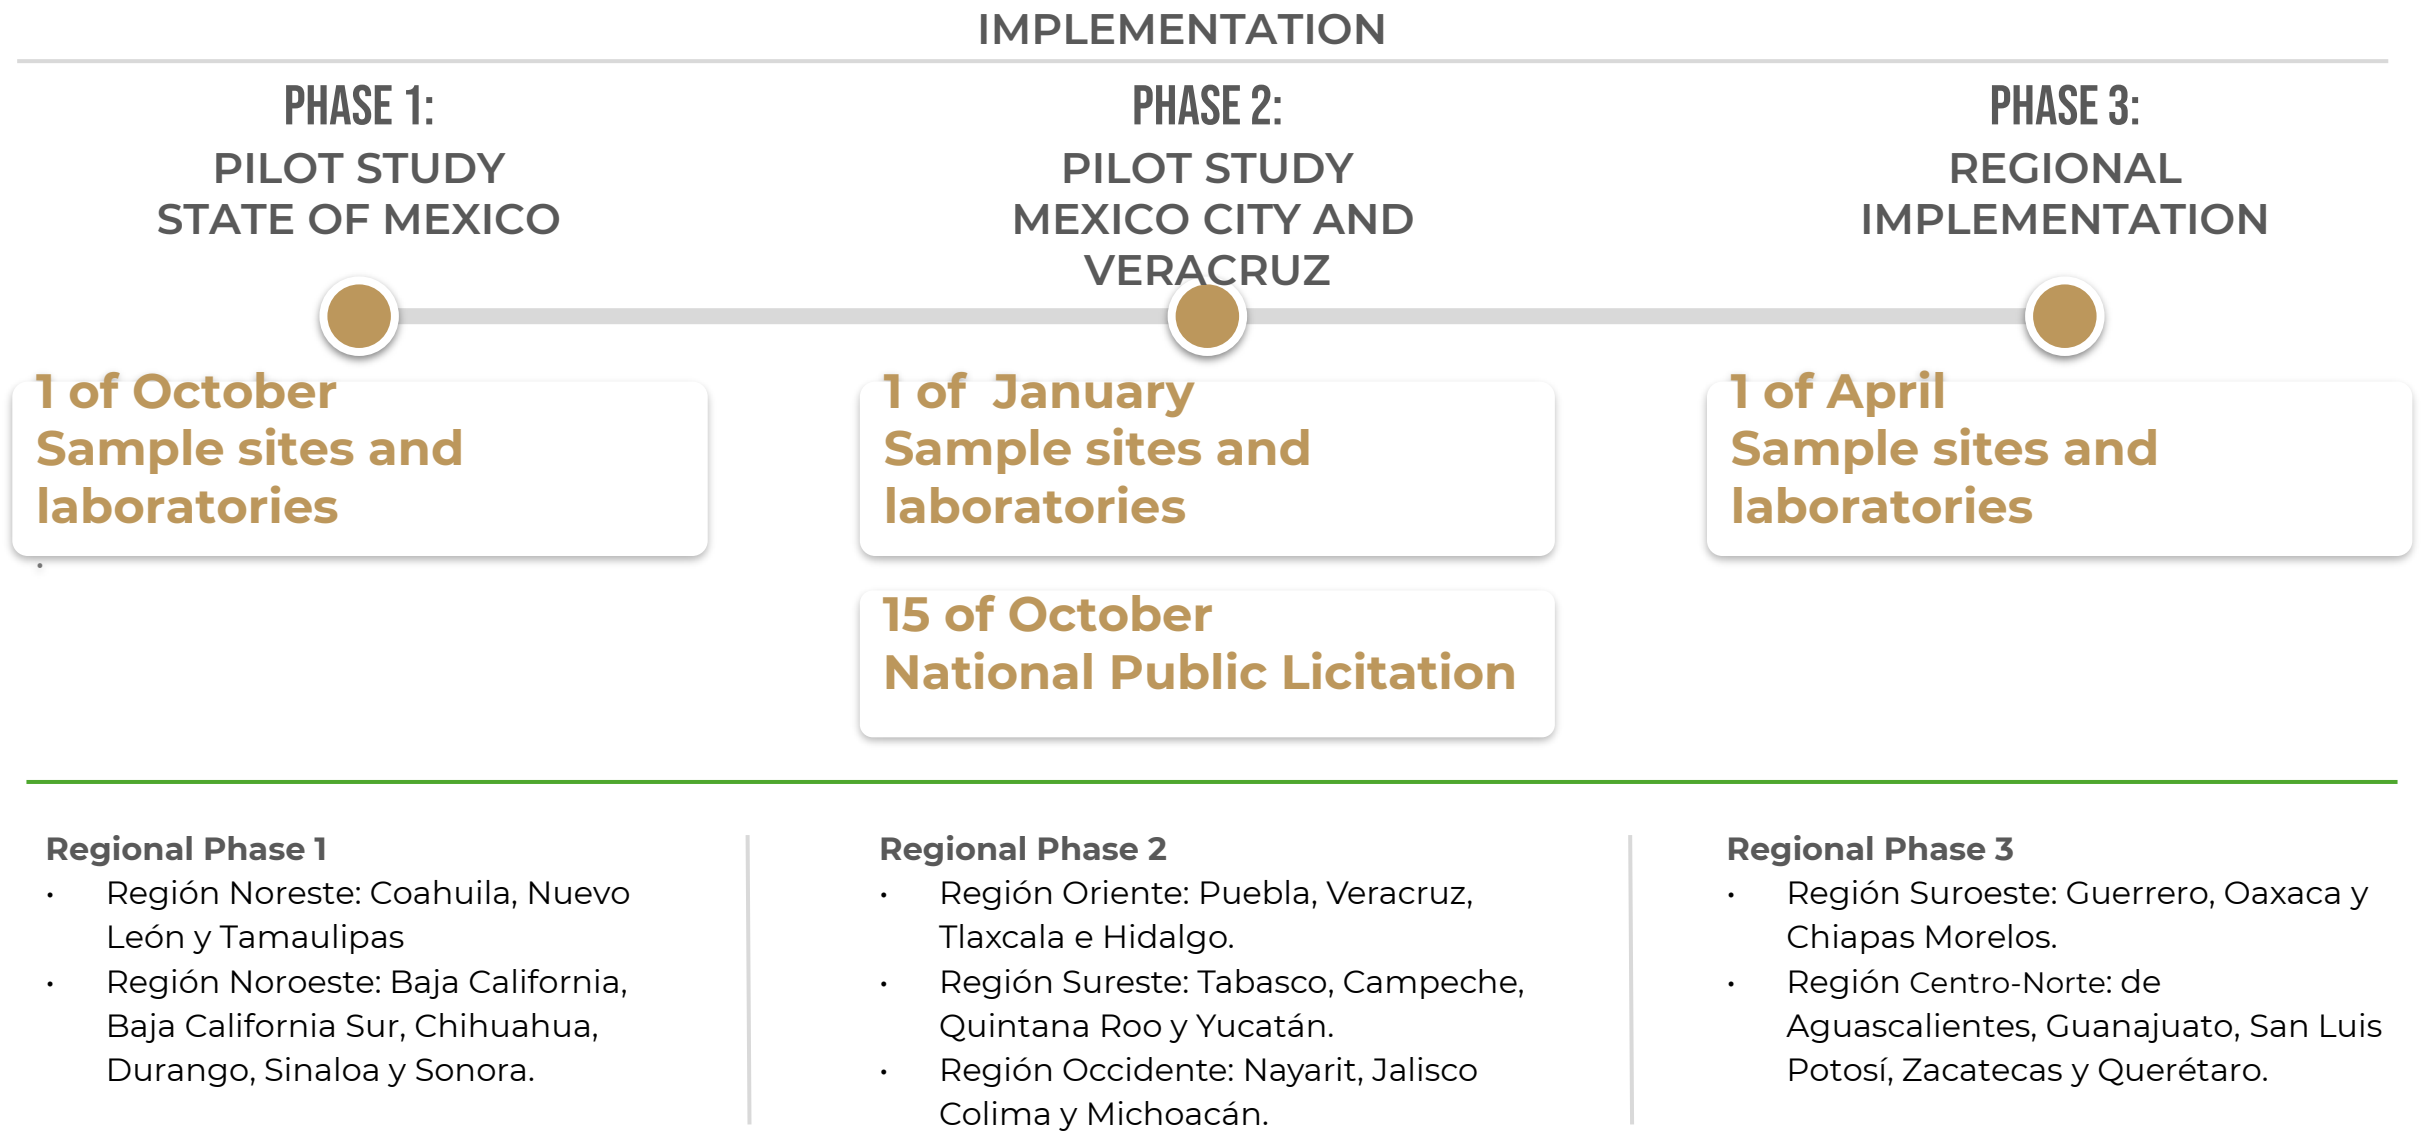 IMPLEMENTATION
PHASE 1:
PILOT STUDY
STATE OF MEXICO
PHASE 2:
PILOT STUDY
MEXICO CITY AND
VERACRUZ
PHASE 3:
REGIONAL
IMPLEMENTATION
1 of October
Sample sites and
laboratories
.
1 of  January
Sample sites and
laboratories
15 of October
National Public Licitation
1 of April
Sample sites and
laboratories
Regional Phase 1
• Región Noreste: Coahuila, Nuevo
León y Tamaulipas
• Región Noroeste: Baja California,
Baja California Sur, Chihuahua,
Durango, Sinaloa y Sonora.
Regional Phase 2
• Región Oriente: Puebla, Veracruz,
Tlaxcala e Hidalgo.
• Región Sureste: Tabasco, Campeche,
Quintana Roo y Yucatán.
• Región Occidente: Nayarit, Jalisco
Colima y Michoacán.
Regional Phase 3
• Región Suroeste: Guerrero, Oaxaca y
Chiapas Morelos.
• Región Centro-Norte: de
Aguascalientes, Guanajuato, San Luis
Potosí, Zacatecas y Querétaro.